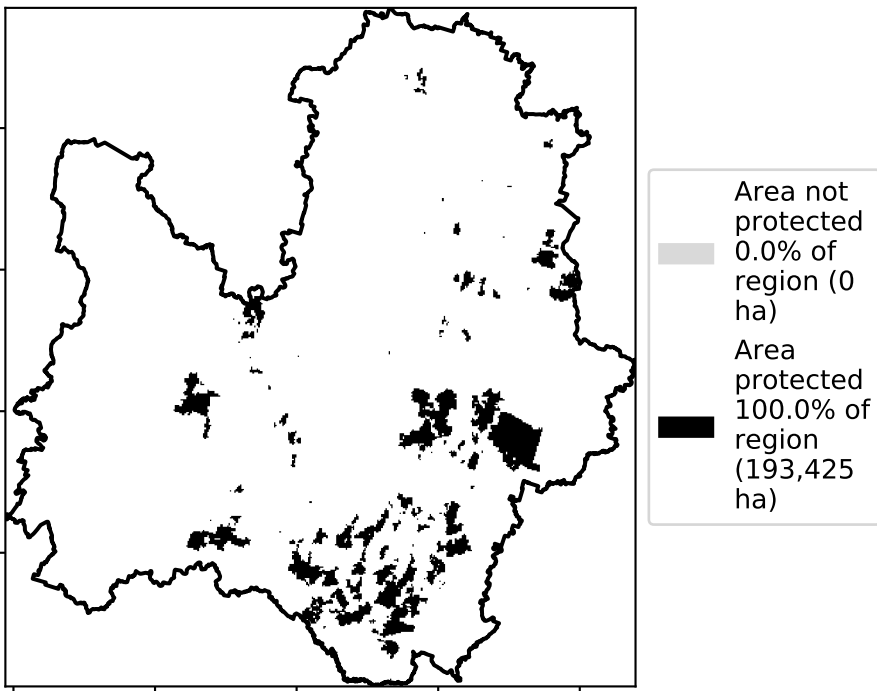 Area not
protected
0.0% of
region (0
ha)
Area
protected
100.0% of
region
(193,425
ha)